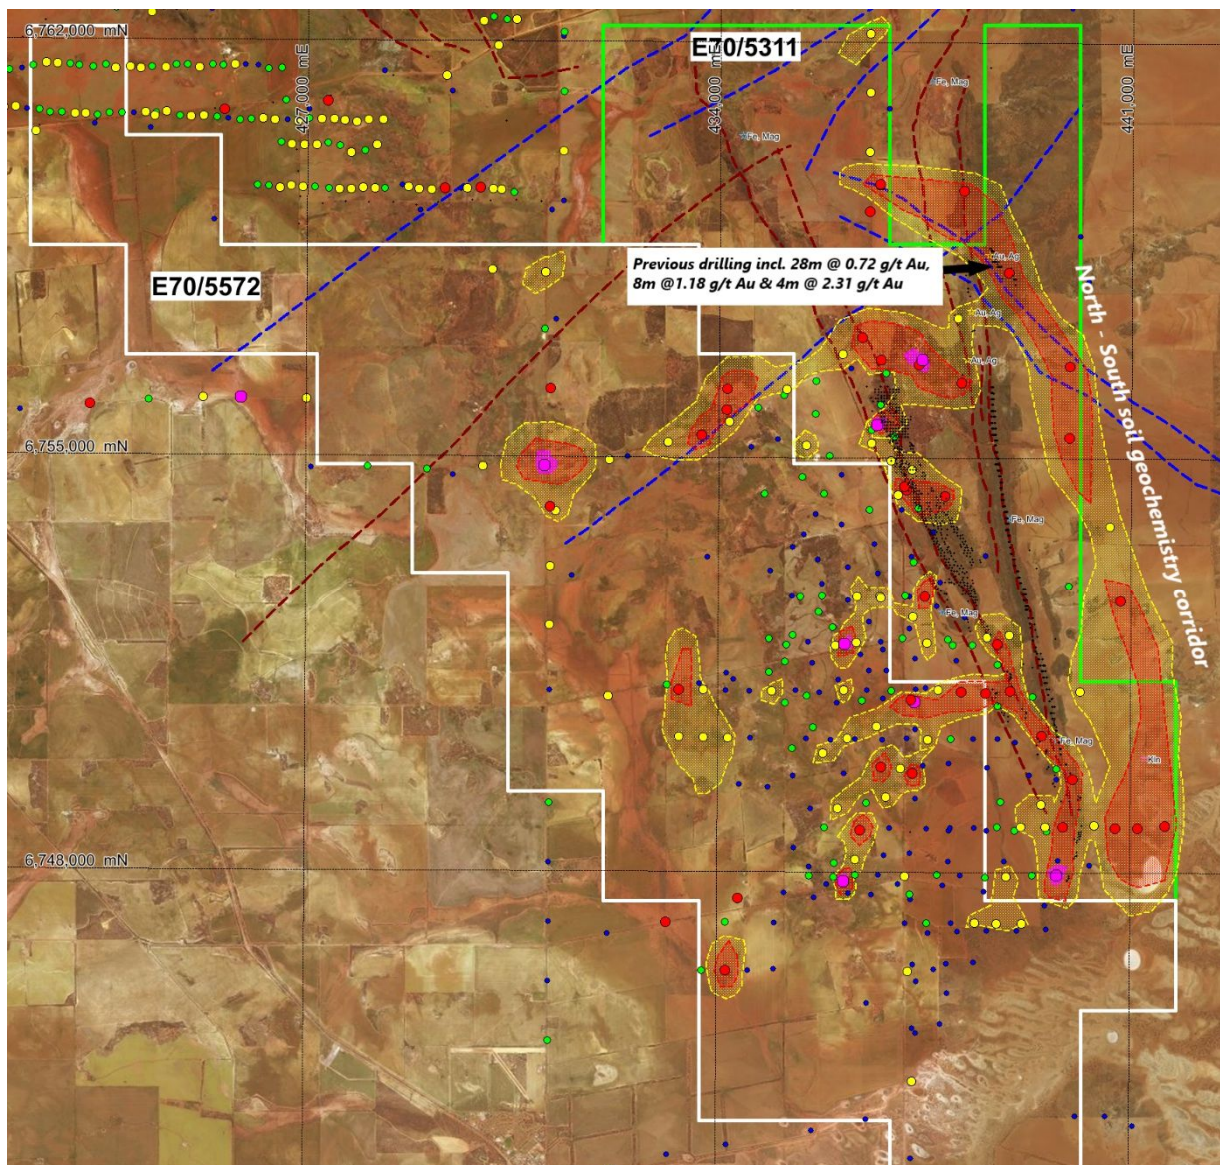 6,762,000 mN
E70/5311
427,000 mE
434,000 mE
441,000 mE
Fe, Mag
Fe, Mag
Previous drilling incl. 28m @ 0.72 g/t Au,
8m @1.18 g/t Au & 4m @ 2.31 g/t Au
Au, Ag
E70/5572
North - South soil geochemistry corridor
Au, Ag
Au, Ag
6,755,000 mN
Fe, Mag
Fe, Mag
Fe, Mag
Kln
6,748,000 mN